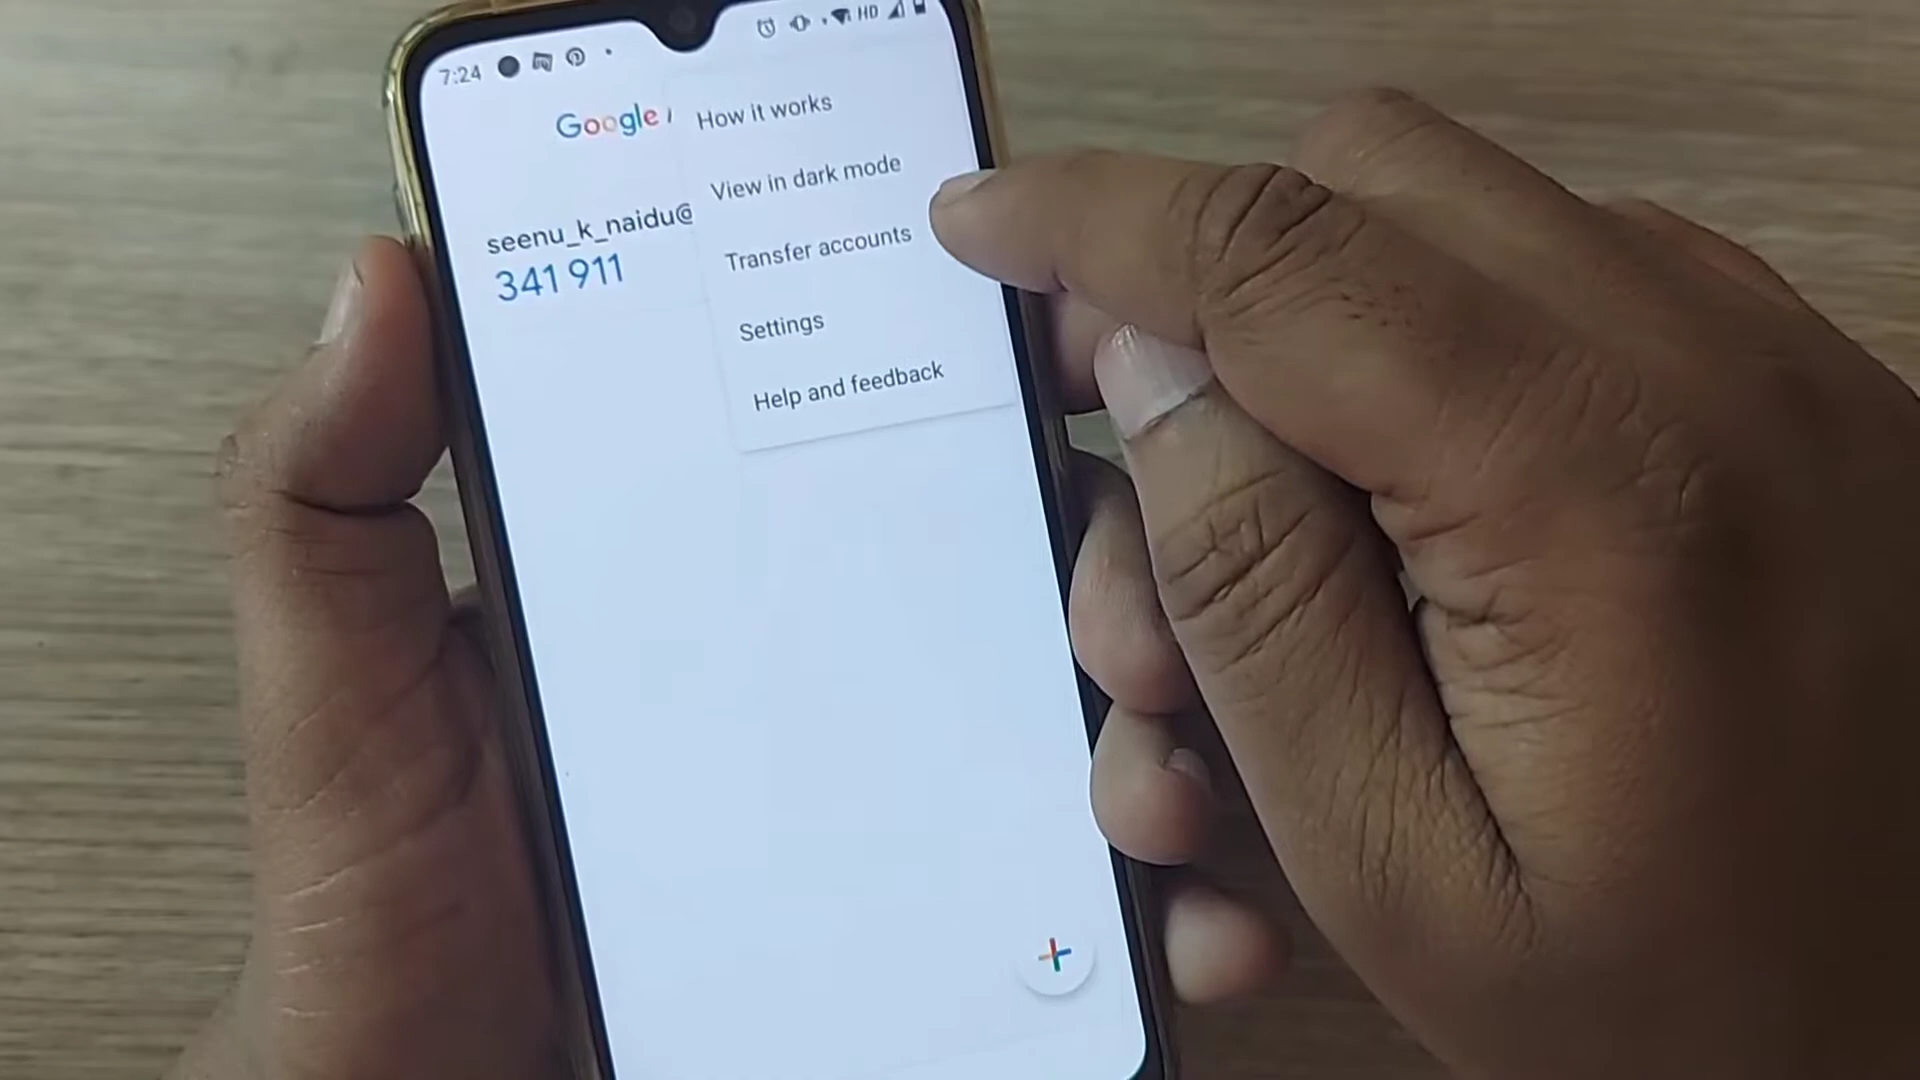 7:24
HD
Google
How it works
View in dark mode
seenu_k_naidu@
341 911
Transfer accounts
Settings
Help and feedback